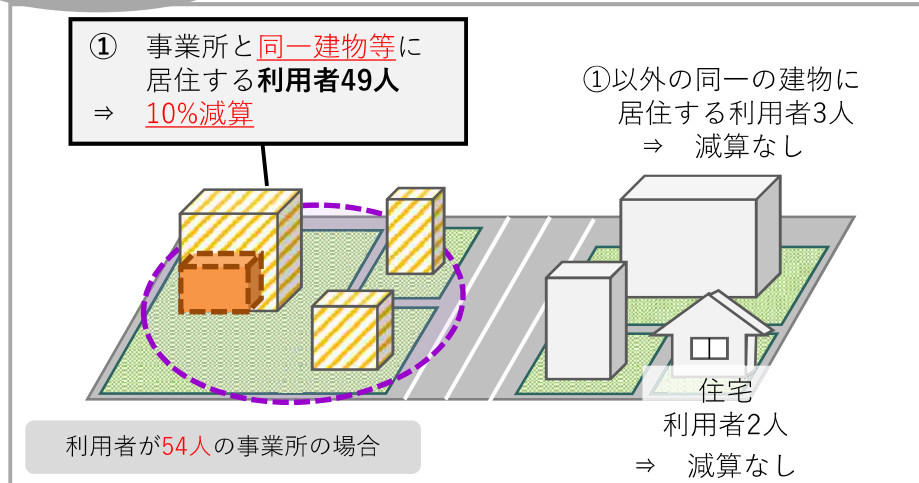 ① 事業所と同一建物等に
居住する利用者49人
⇒ 10%減算
①以外の同一の建物に
居住する利用者3人
⇒ 減算なし
住宅
利用者2人
⇒ 減算なし
利用者が54人の事業所の場合